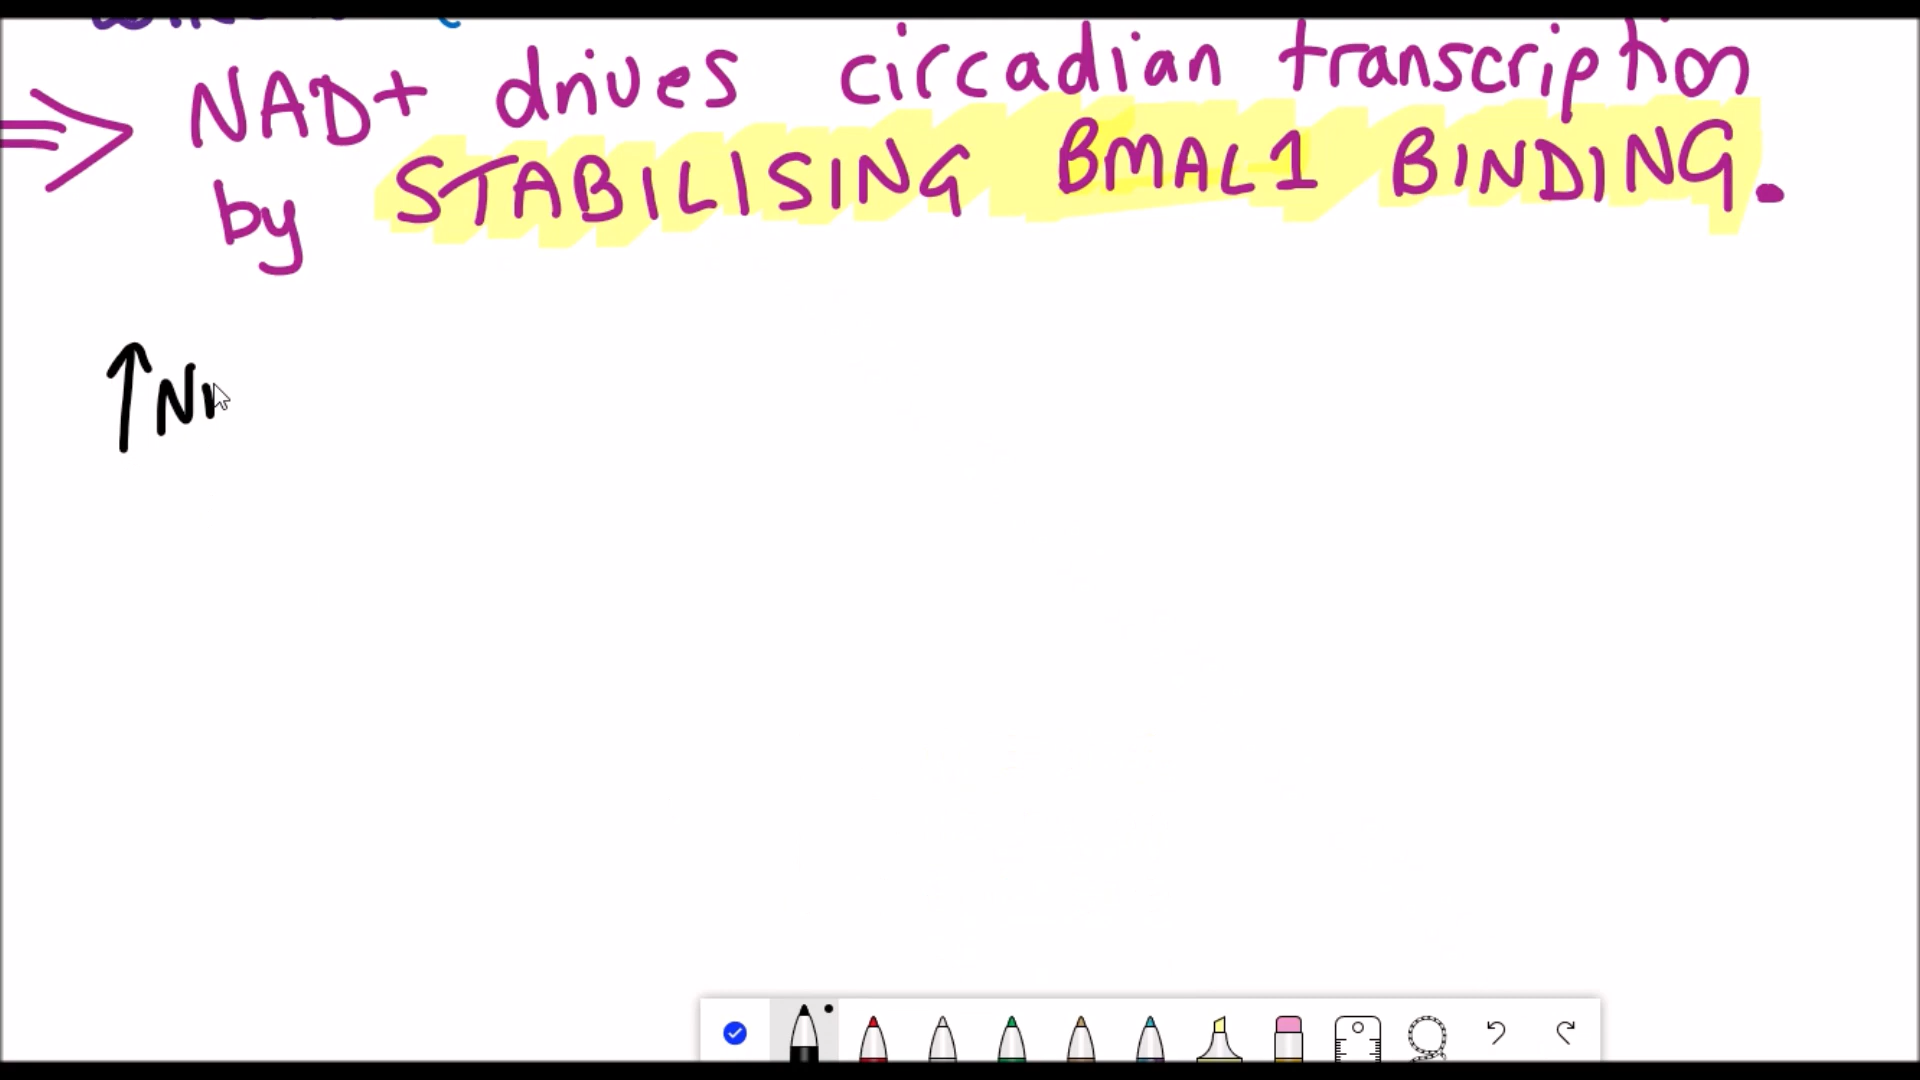 NAD+ drives circadian transcription
by STABILISING BMAL1 BINDING.
↑ N